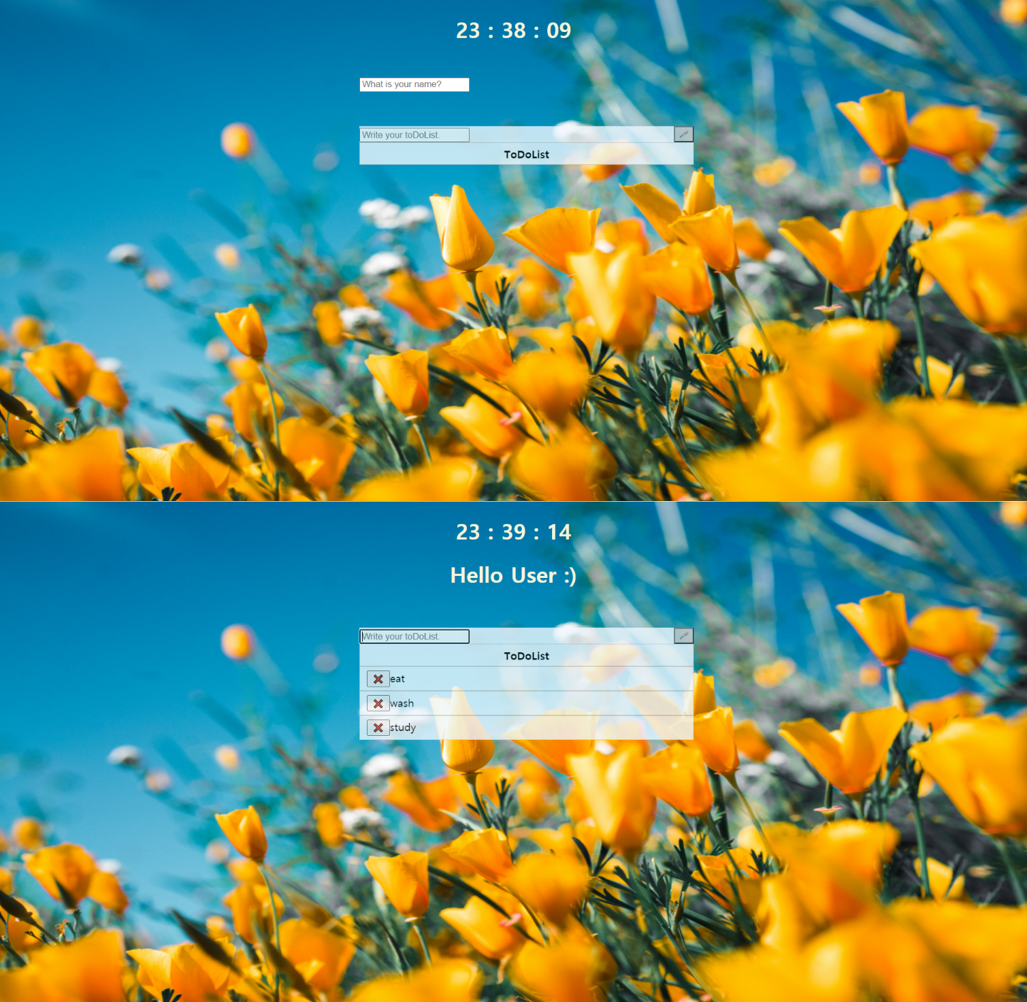 23 : 38 : 09
What is your name?
Write your toDoList.
ToDoList
23 : 39 : 14
Hello User :)
Write your toDoList.
ToDoList
eat
wash
study